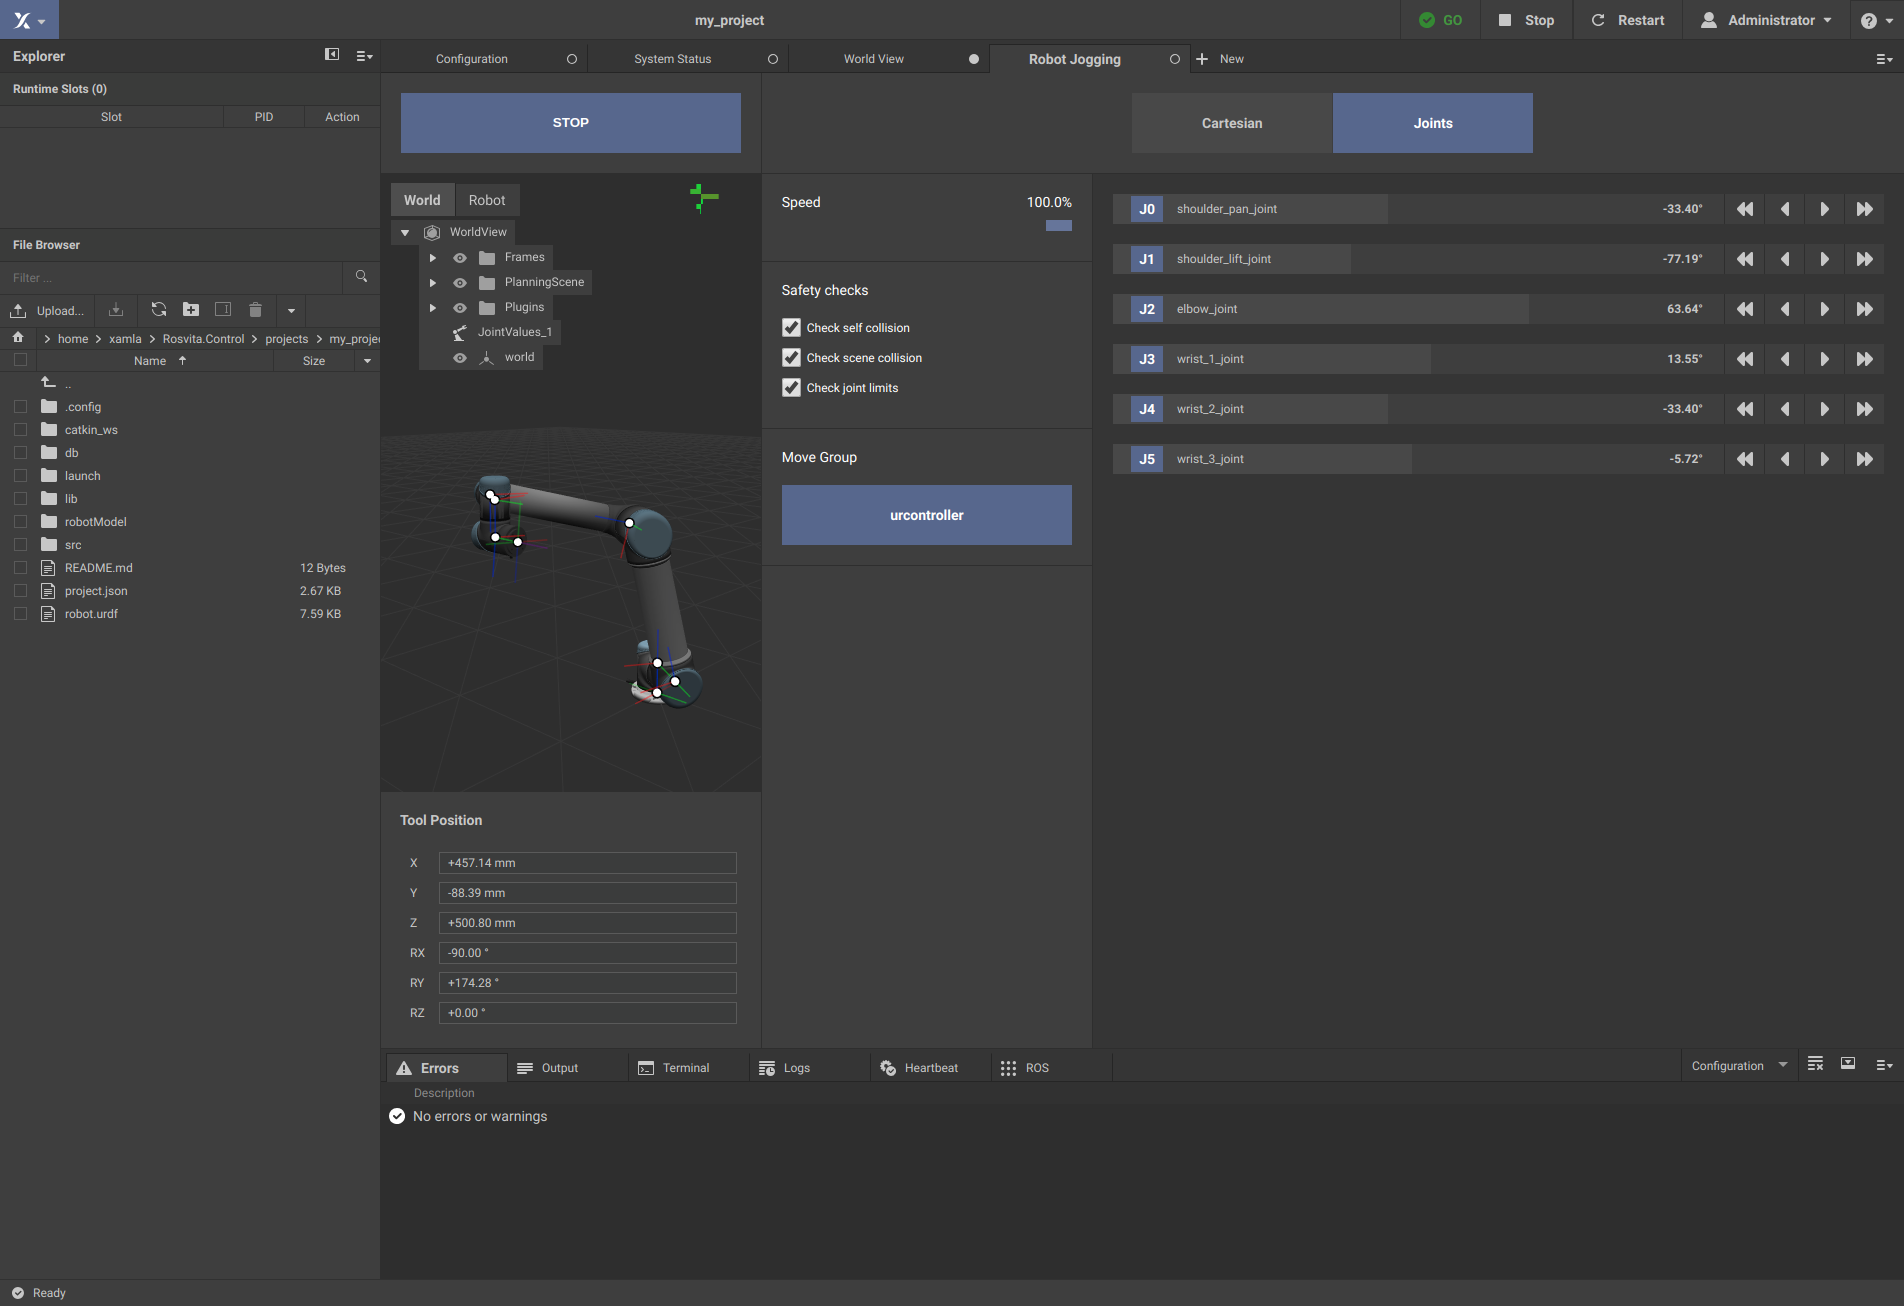 my_project
GO
Stop
Restart
Administrator
Explorer
Configuration
System Status
World View
Robot Jogging
New
Runtime Slots (0)
Slot PID Action
STOP
Cartesian
Joints
World
Robot
WorldView
Frames
PlanningScene
Plugins
JointValues_1
world
File Browser
Filter ...
Upload...
home xamla Rosvita.Control projects my_projec
Name Size
..
.config
catkin_ws
db
launch
lib
robotModel
src
README.md 12 Bytes
project.json 2.67 KB
robot.urdf 7.59 KB
Speed 100.0%
Safety checks
Check self collision
Check scene collision
Check joint limits
Move Group
urcontroller
J0 shoulder_pan_joint -33.40°
J1 shoulder_lift_joint -77.19°
J2 elbow_joint 63.64°
J3 wrist_1_joint 13.55°
J4 wrist_2_joint -33.40°
J5 wrist_3_joint -5.72°
Tool Position
X +457.14 mm
Y -88.39 mm
Z +500.80 mm
RX -90.00 °
RY +174.28 °
RZ +0.00 °
Errors
Output
Terminal
Logs
Heartbeat
ROS
Configuration
Description
No errors or warnings
Ready